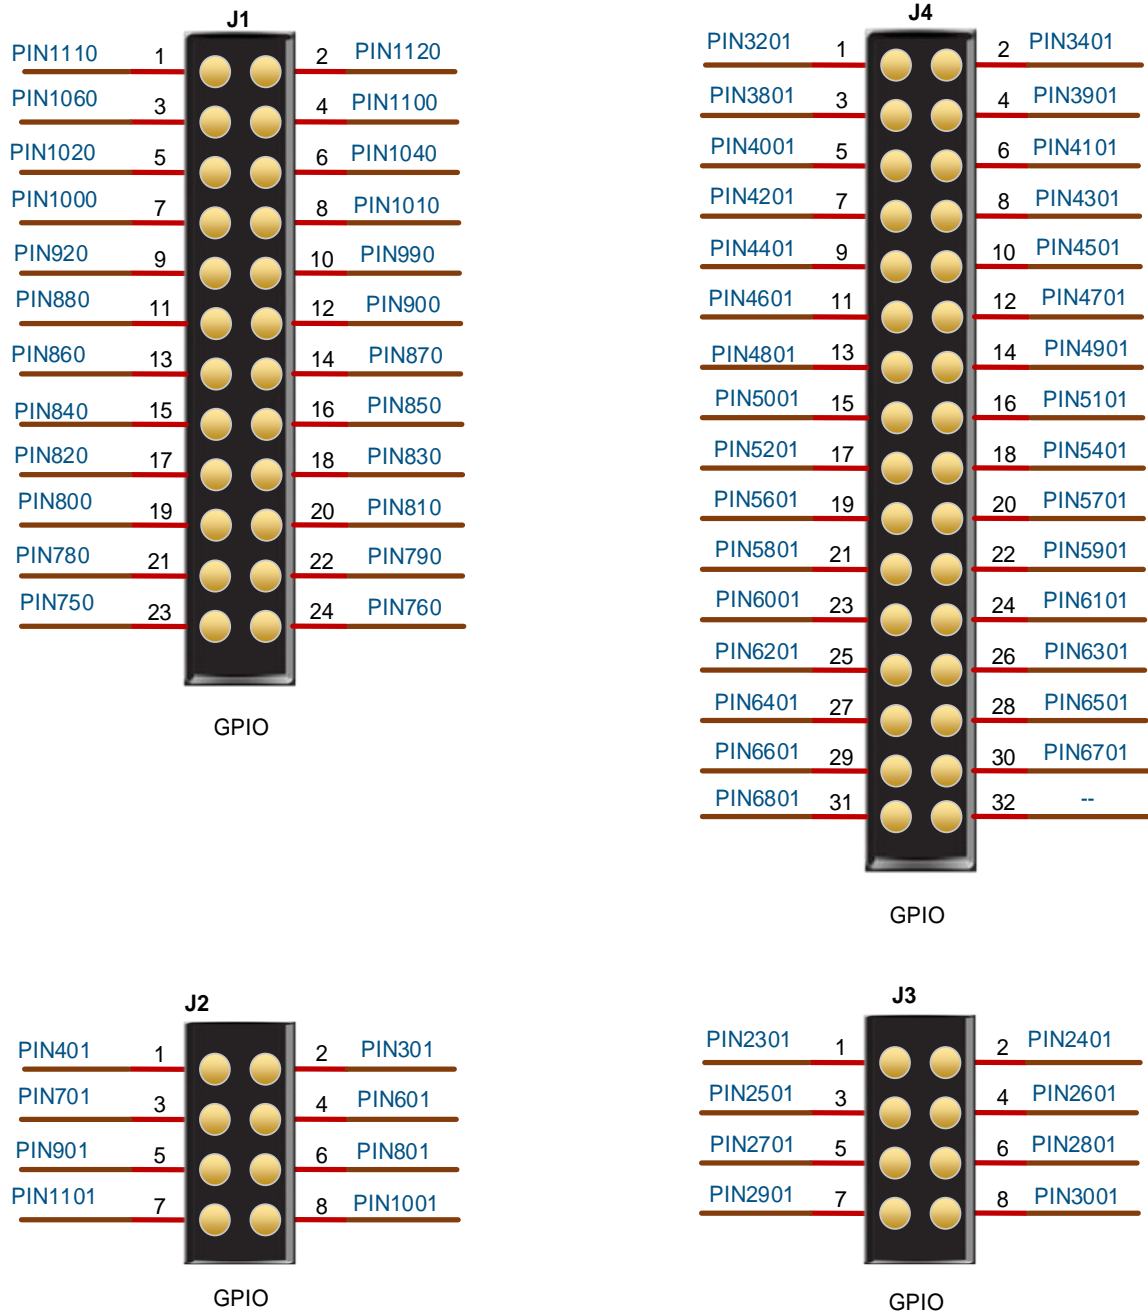 J1
PIN1110 1 2 PIN1120
PIN1060 3 4 PIN1100
PIN1020 5 6 PIN1040
PIN1000 7 8 PIN1010
PIN920 9 10 PIN990
PIN880 11 12 PIN900
PIN860 13 14 PIN870
PIN840 15 16 PIN850
PIN820 17 18 PIN830
PIN800 19 20 PIN810
PIN780 21 22 PIN790
PIN750 23 24 PIN760
GPIO
J4
PIN3201 1 2 PIN3401
PIN3801 3 4 PIN3901
PIN4001 5 6 PIN4101
PIN4201 7 8 PIN4301
PIN4401 9 10 PIN4501
PIN4601 11 12 PIN4701
PIN4801 13 14 PIN4901
PIN5001 15 16 PIN5101
PIN5201 17 18 PIN5401
PIN5601 19 20 PIN5701
PIN5801 21 22 PIN5901
PIN6001 23 24 PIN6101
PIN6201 25 26 PIN6301
PIN6401 27 28 PIN6501
PIN6601 29 30 PIN6701
PIN6801 31 32 --
GPIO
J2
PIN401 1 2 PIN301
PIN701 3 4 PIN601
PIN901 5 6 PIN801
PIN1101 7 8 PIN1001
GPIO
J3
PIN2301 1 2 PIN2401
PIN2501 3 4 PIN2601
PIN2701 5 6 PIN2801
PIN2901 7 8 PIN3001
GPIO